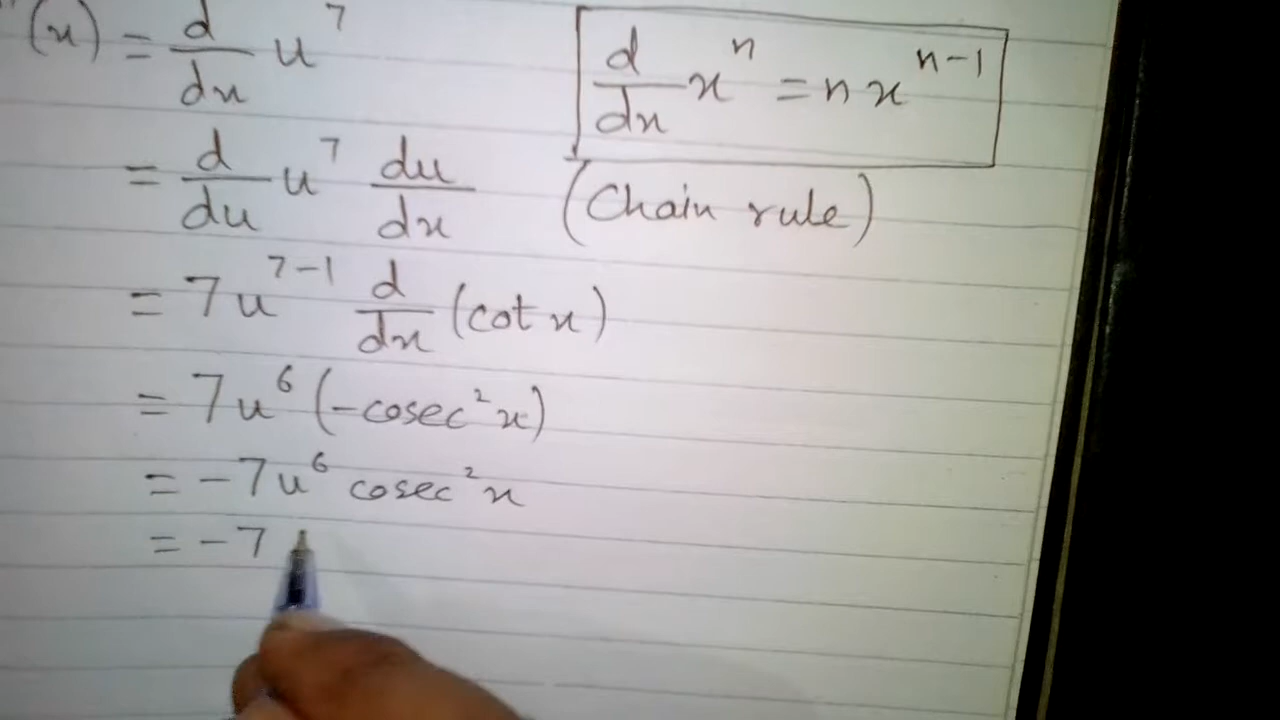 (x) = d/dx u^7
d/dx x^n = n x^{n-1}
= d/du u^7 du/dx (Chain rule)
= 7u^{7-1} d/dx (cot x)
= 7u^6 (-cosec^2 x)
= -7u^6 cosec^2 x
= -7